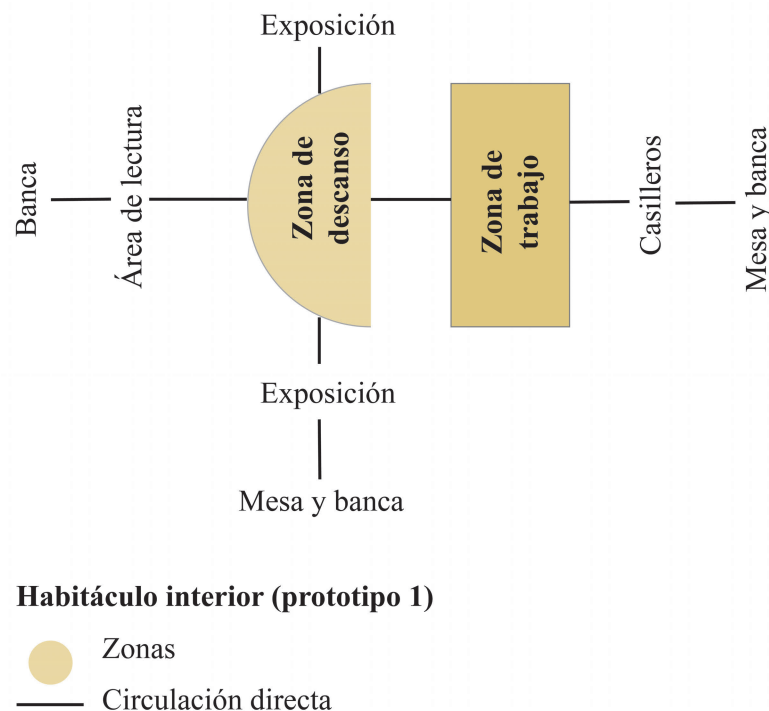 Exposición
Banca
Área de lectura
Zona de
descanso
Zona de
trabajo
Casilleros
Mesa y banca
Exposición
Mesa y banca
Habitáculo interior (prototipo 1)
Zonas
Circulación directa